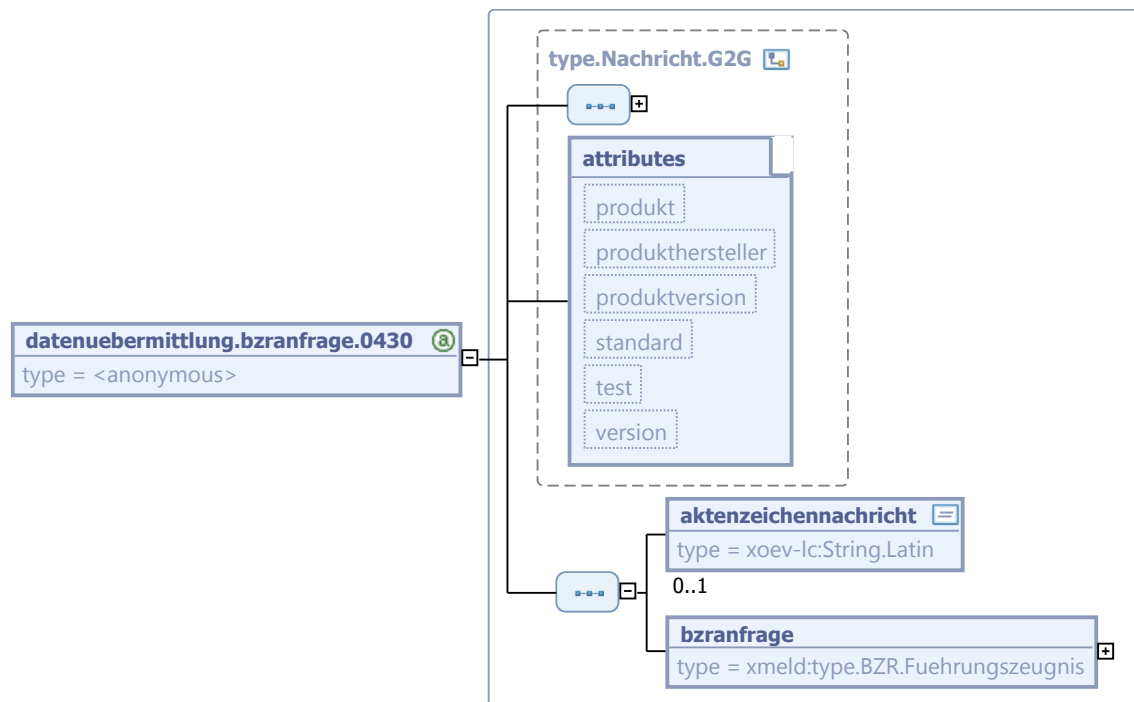 type.Nachricht.G2G
attributes
produkt
produkthersteller
produktversion
standard
test
version
datenuebermittlung.bzranfrage.0430
type = <anonymous>
aktenzeichennachricht
type = xoev-lc:String.Latin
0..1
bzranfrage
type = xmeld:type.BZR.Fuehrungszeugnis